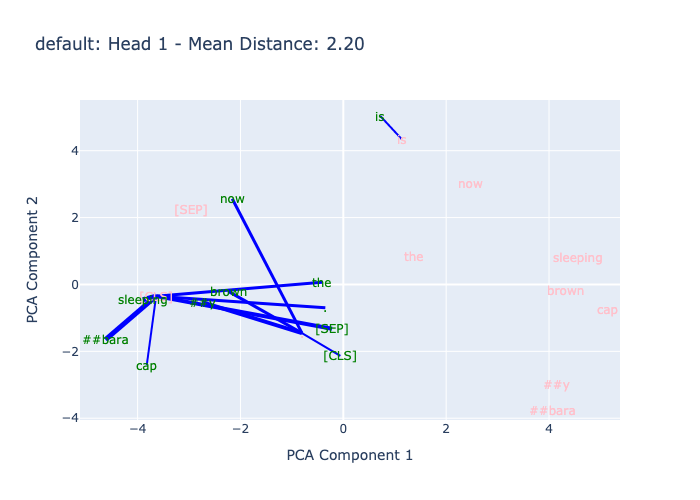 default: Head 1 - Mean Distance: 2.20
PCA Component 2
4
2
0
−2
−4
is
is
now
now
[SEP]
the
sleeping
the
brown
brown
sleeping
cap
.
[SEP]
##bara
[CLS]
cap
##y
##bara
−4
−2
0
2
4
PCA Component 1